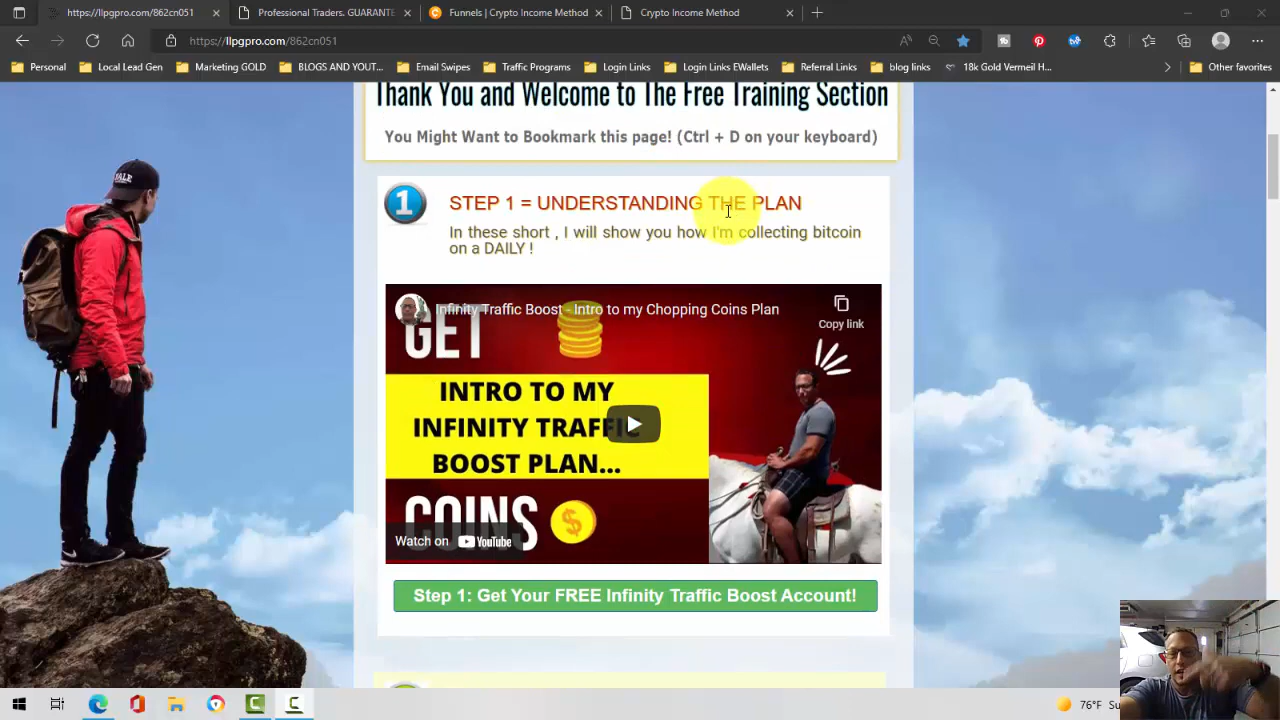 https://llpgpro.com/862cn051
Professional Traders. GUARANTE
Funnels | Crypto Income Method
Crypto Income Method
https://llpgpro.com/862cn051
Personal
Local Lead Gen
Marketing GOLD
BLOGS AND YOUT...
Email Swipes
Traffic Programs
Login Links
Login Links EWallets
Referral Links
blog links
18k Gold Vermeil H...
Other favorites
Thank You and Welcome to The Free Training Section
You Might Want to Bookmark this page! (Ctrl + D on your keyboard)
1
STEP 1 = UNDERSTANDING THE PLAN
In these short , I will show you how I'm collecting bitcoin
on a DAILY !
Infinity Traffic Boost - Intro to my Chopping Coins Plan
Copy link
GET
INTRO TO MY
INFINITY TRAFFIC
BOOST PLAN...
COINS
$
Watch on YouTube
Step 1: Get Your FREE Infinity Traffic Boost Account!
76°F Su